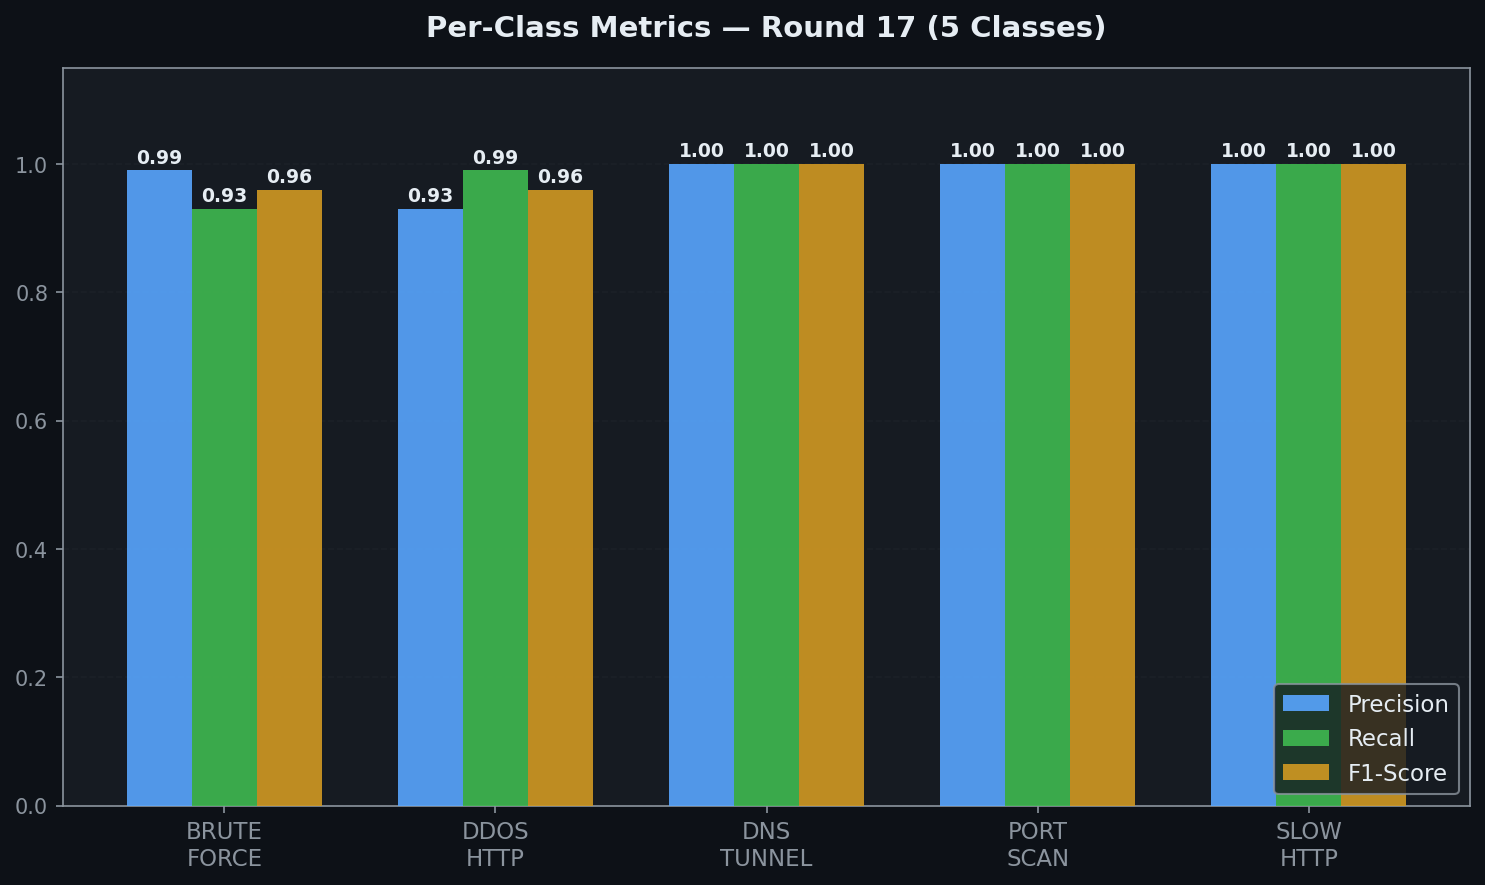 Per-Class Metrics — Round 17 (5 Classes)
1.0
0.8
0.6
0.4
0.2
0.0
0.99
0.93
0.96
0.93
0.99
0.96
1.00
1.00
1.00
1.00
1.00
1.00
1.00
1.00
1.00
BRUTE
FORCE
DDOS
HTTP
DNS
TUNNEL
PORT
SCAN
SLOW
HTTP
Precision
Recall
F1-Score